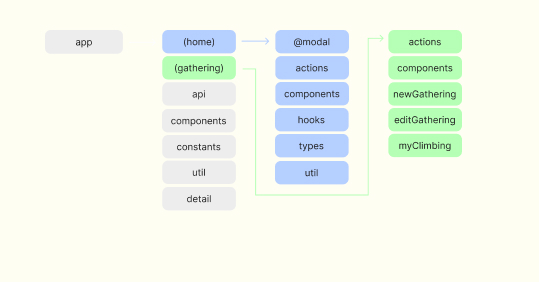 app
(home)
(gathering)
api
components
constants
util
detail
@modal
actions
components
hooks
types
util
actions
components
newGathering
editGathering
myClimbing